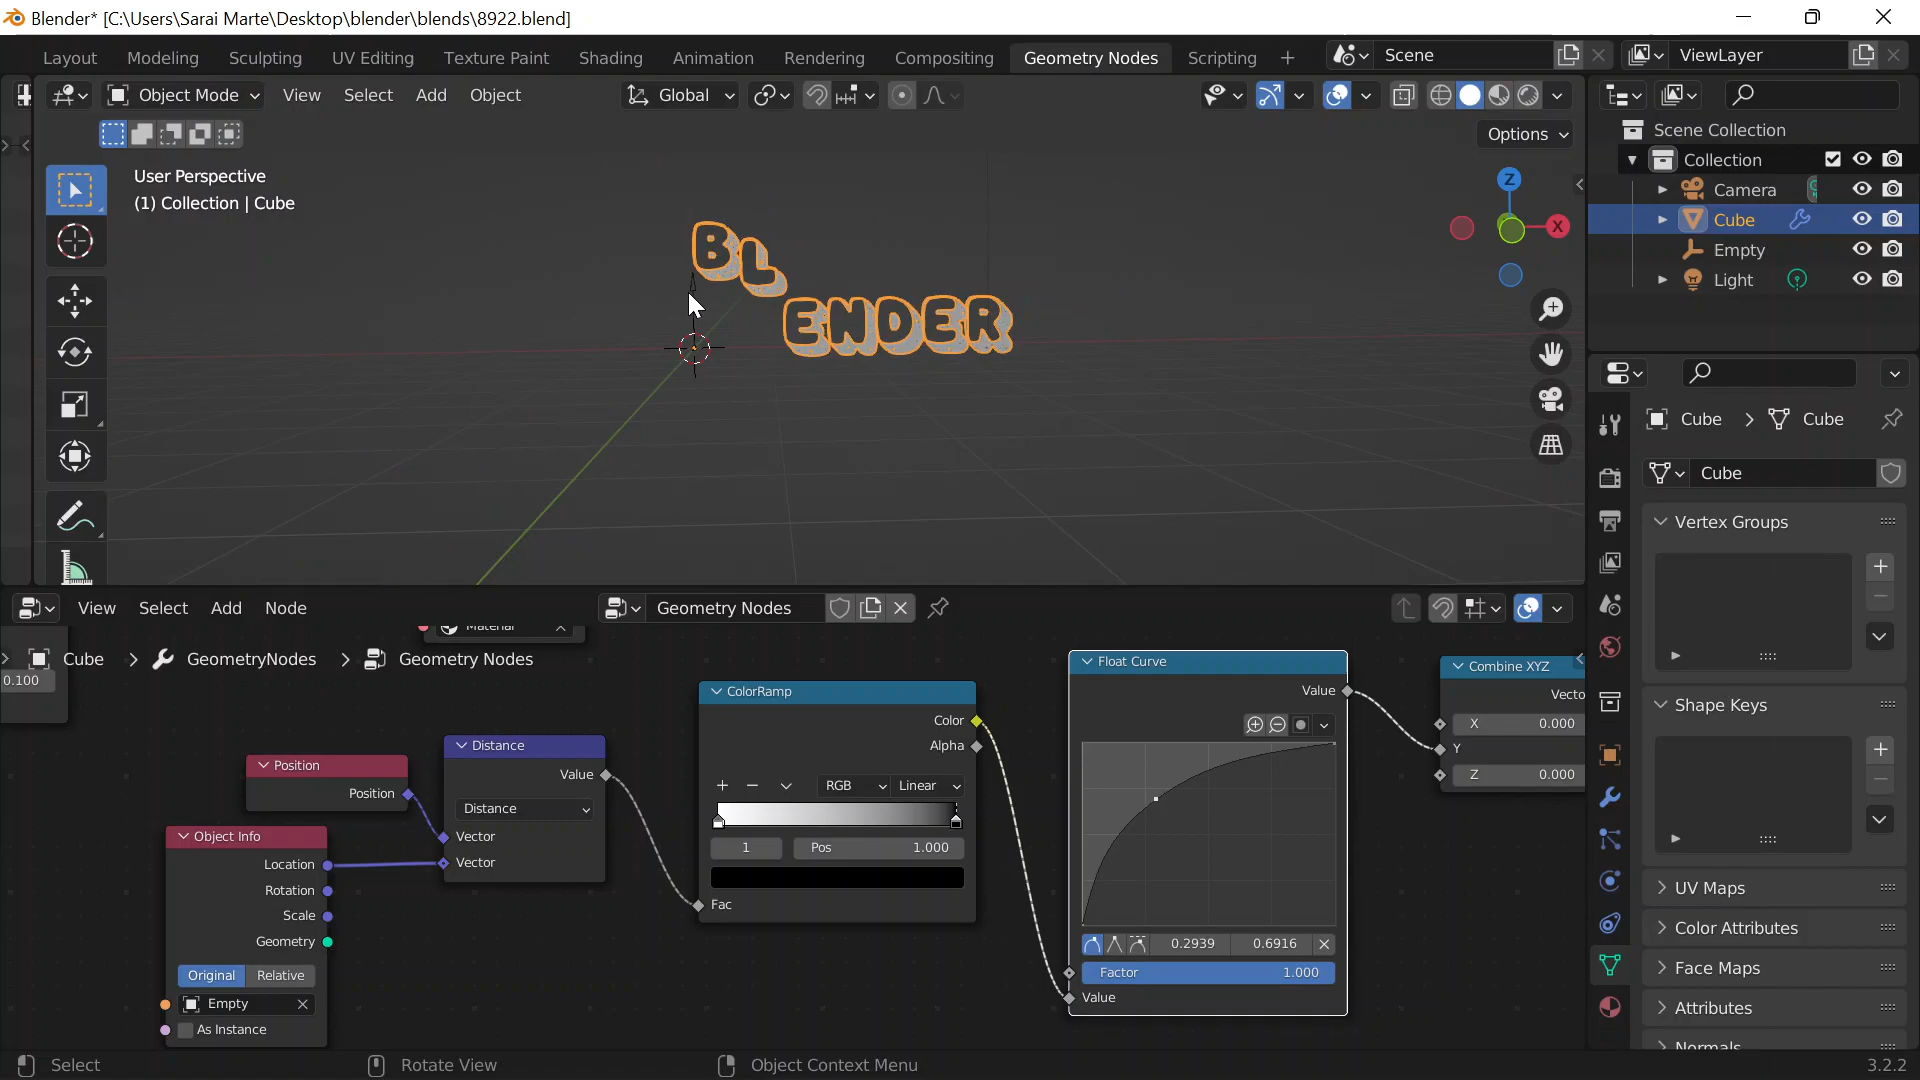 Blender* [C:\Users\Sarai Marte\Desktop\blender\blends\8922.blend]
Layout Modeling Sculpting UV Editing Texture Paint Shading Animation Rendering Compositing Geometry Nodes Scripting + Scene ViewLayer
Object Mode View Select Add Object Global
Options
User Perspective
(1) Collection | Cube
Z
X
BL
ENDER
Scene Collection
Collection
Camera
Cube
Empty
Light
Cube > Cube
Cube
Vertex Groups
Shape Keys
UV Maps
Color Attributes
Face Maps
Attributes
Normals
View Select Add Node Geometry Nodes
Material
Cube > GeometryNodes > Geometry Nodes
0.100
Position
Position
Object Info
Location
Rotation
Scale
Geometry
Original Relative
Empty
As Instance
Distance
Value
Distance
Vector
Vector
ColorRamp
Color
Alpha
+ − RGB Linear
1 Pos 1.000
Fac
Float Curve
Value
0.2939 0.6916
Factor 1.000
Value
Combine XYZ
Vecto
X 0.000
Y
Z 0.000
Select Rotate View Object Context Menu 3.2.2